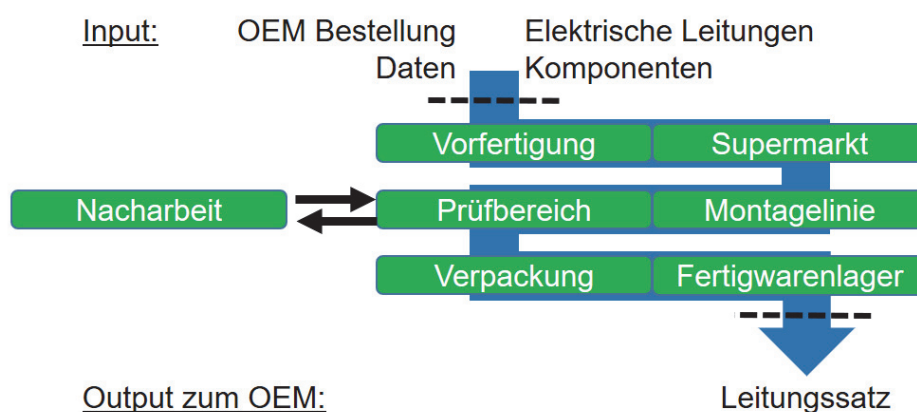 Input: OEM Bestellung Elektrische Leitungen
Daten Komponenten
Vorfertigung Supermarkt
Nacharbeit Prüfbereich Montagelinie
Verpackung Fertigwarenlager
Output zum OEM: Leitungssatz